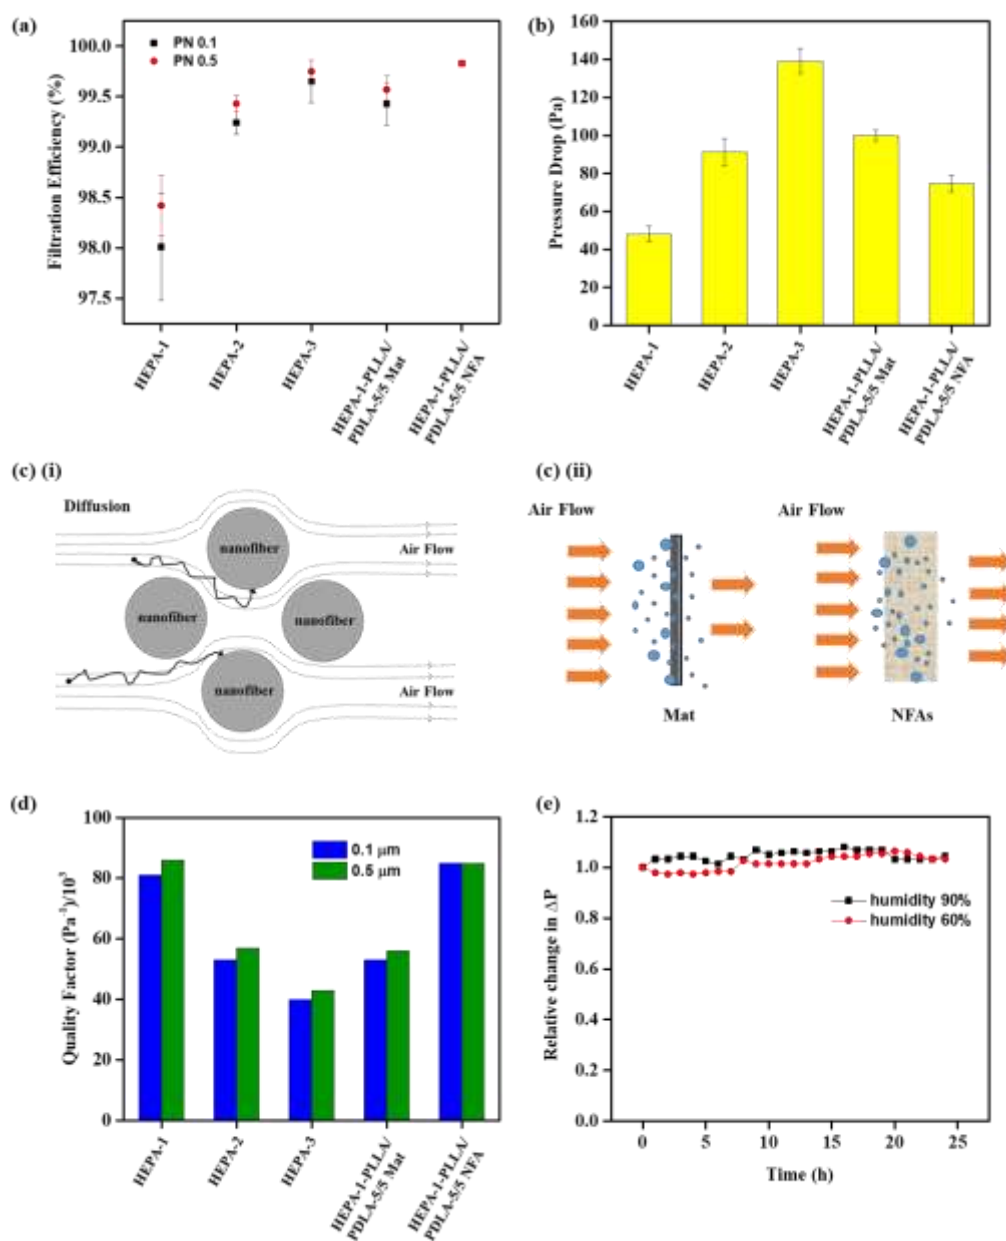 (a)
100.0
99.5
99.0
98.5
98.0
97.5
Filtration Efficiency (%)
PN 0.1
PN 0.5
HEPA-1
HEPA-2
HEPA-3
HEPA-1-PLLA/
PDLA-5/5 Mat
HEPA-1-PLLA/
PDLA-5/5 NFA
(b)
160
140
120
100
80
60
40
20
0
Pressure Drop (Pa)
HEPA-1
HEPA-2
HEPA-3
HEPA-1-PLLA/
PDLA-5/5 Mat
HEPA-1-PLLA/
PDLA-5/5 NFA
(c) (i)
Diffusion
nanofiber
Air Flow
nanofiber
nanofiber
nanofiber
Air Flow
(c) (ii)
Air Flow
Air Flow
Mat
NFAs
(d)
100
80
60
40
20
0
Quality Factor (Pa⁻¹)/10³
0.1 μm
0.5 μm
HEPA-1
HEPA-2
HEPA-3
HEPA-1-PLLA/
PDLA-5/5 Mat
HEPA-1-PLLA/
PDLA-5/5 NFA
(e)
1.2
1.0
0.8
0.6
0.4
0.2
0.0
Relative change in ΔP
humidity 90%
humidity 60%
0 5 10 15 20 25
Time (h)